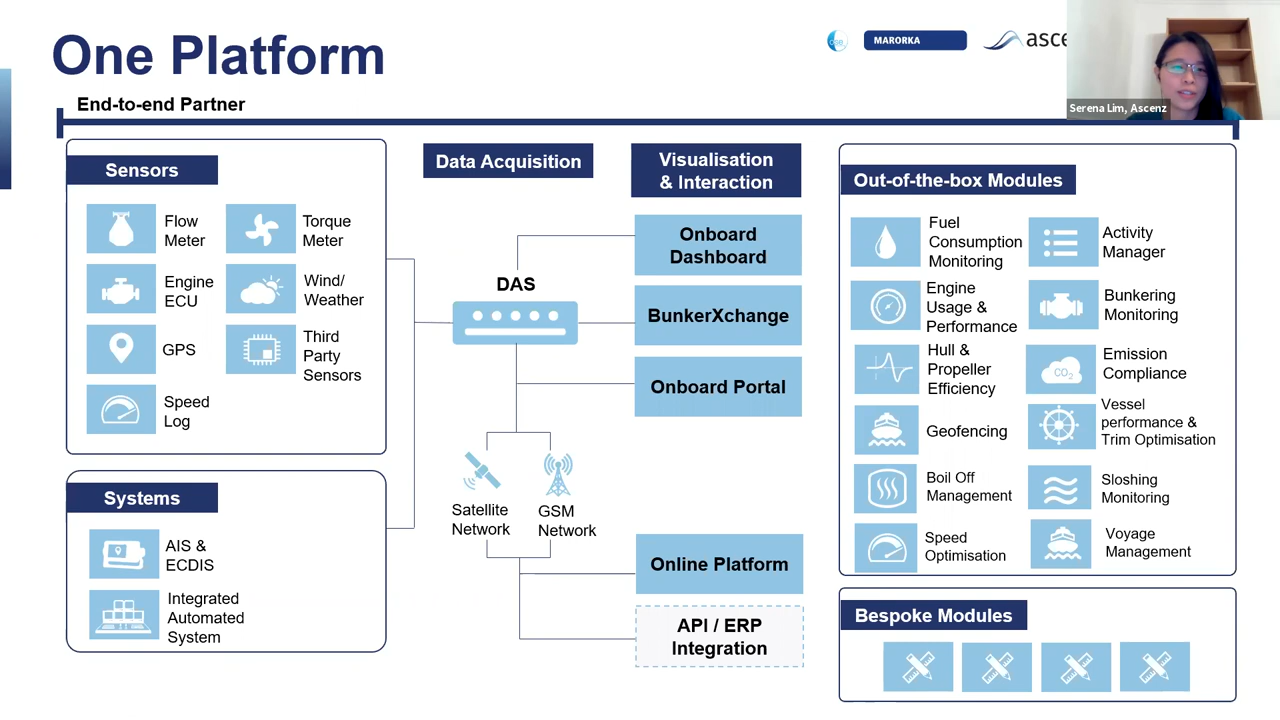 One Platform
End-to-end Partner
MARORKA
asce
Serena Lim, Ascenz
Sensors
Flow
Meter
Torque
Meter
Engine
ECU
Wind/
Weather
GPS
Third
Party
Sensors
Speed
Log
Systems
AIS &
ECDIS
Integrated
Automated
System
Data Acquisition
DAS
Satellite
Network
GSM
Network
Visualisation
& Interaction
Onboard
Dashboard
BunkerXchange
Onboard Portal
Online Platform
API / ERP
Integration
Out-of-the-box Modules
Fuel
Consumption
Monitoring
Activity
Manager
Engine
Usage &
Performance
Bunkering
Monitoring
Hull &
Propeller
Efficiency
CO2
Emission
Compliance
Geofencing
Vessel
performance &
Trim Optimisation
Boil Off
Management
Sloshing
Monitoring
Speed
Optimisation
Voyage
Management
Bespoke Modules